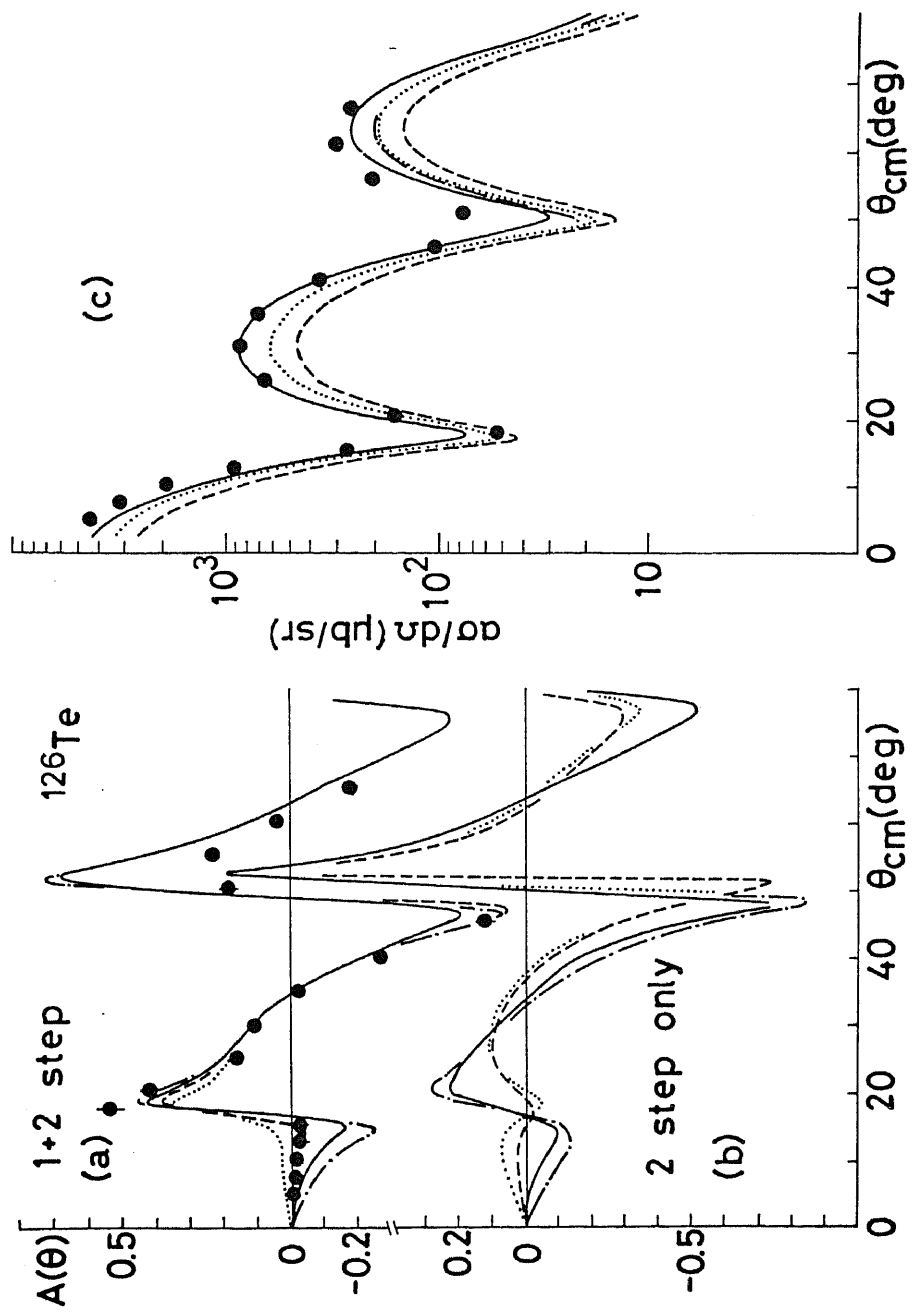 A(θ)
0.5
0
-0.2
0.2
0
-0.5
1+2 step
(a)
¹²⁶Te
2 step only
(b)
0
20
40
θcm(deg)
dσ/dΩ (μb/sr)
10³
10²
10
(c)
0
20
40
θcm(deg)